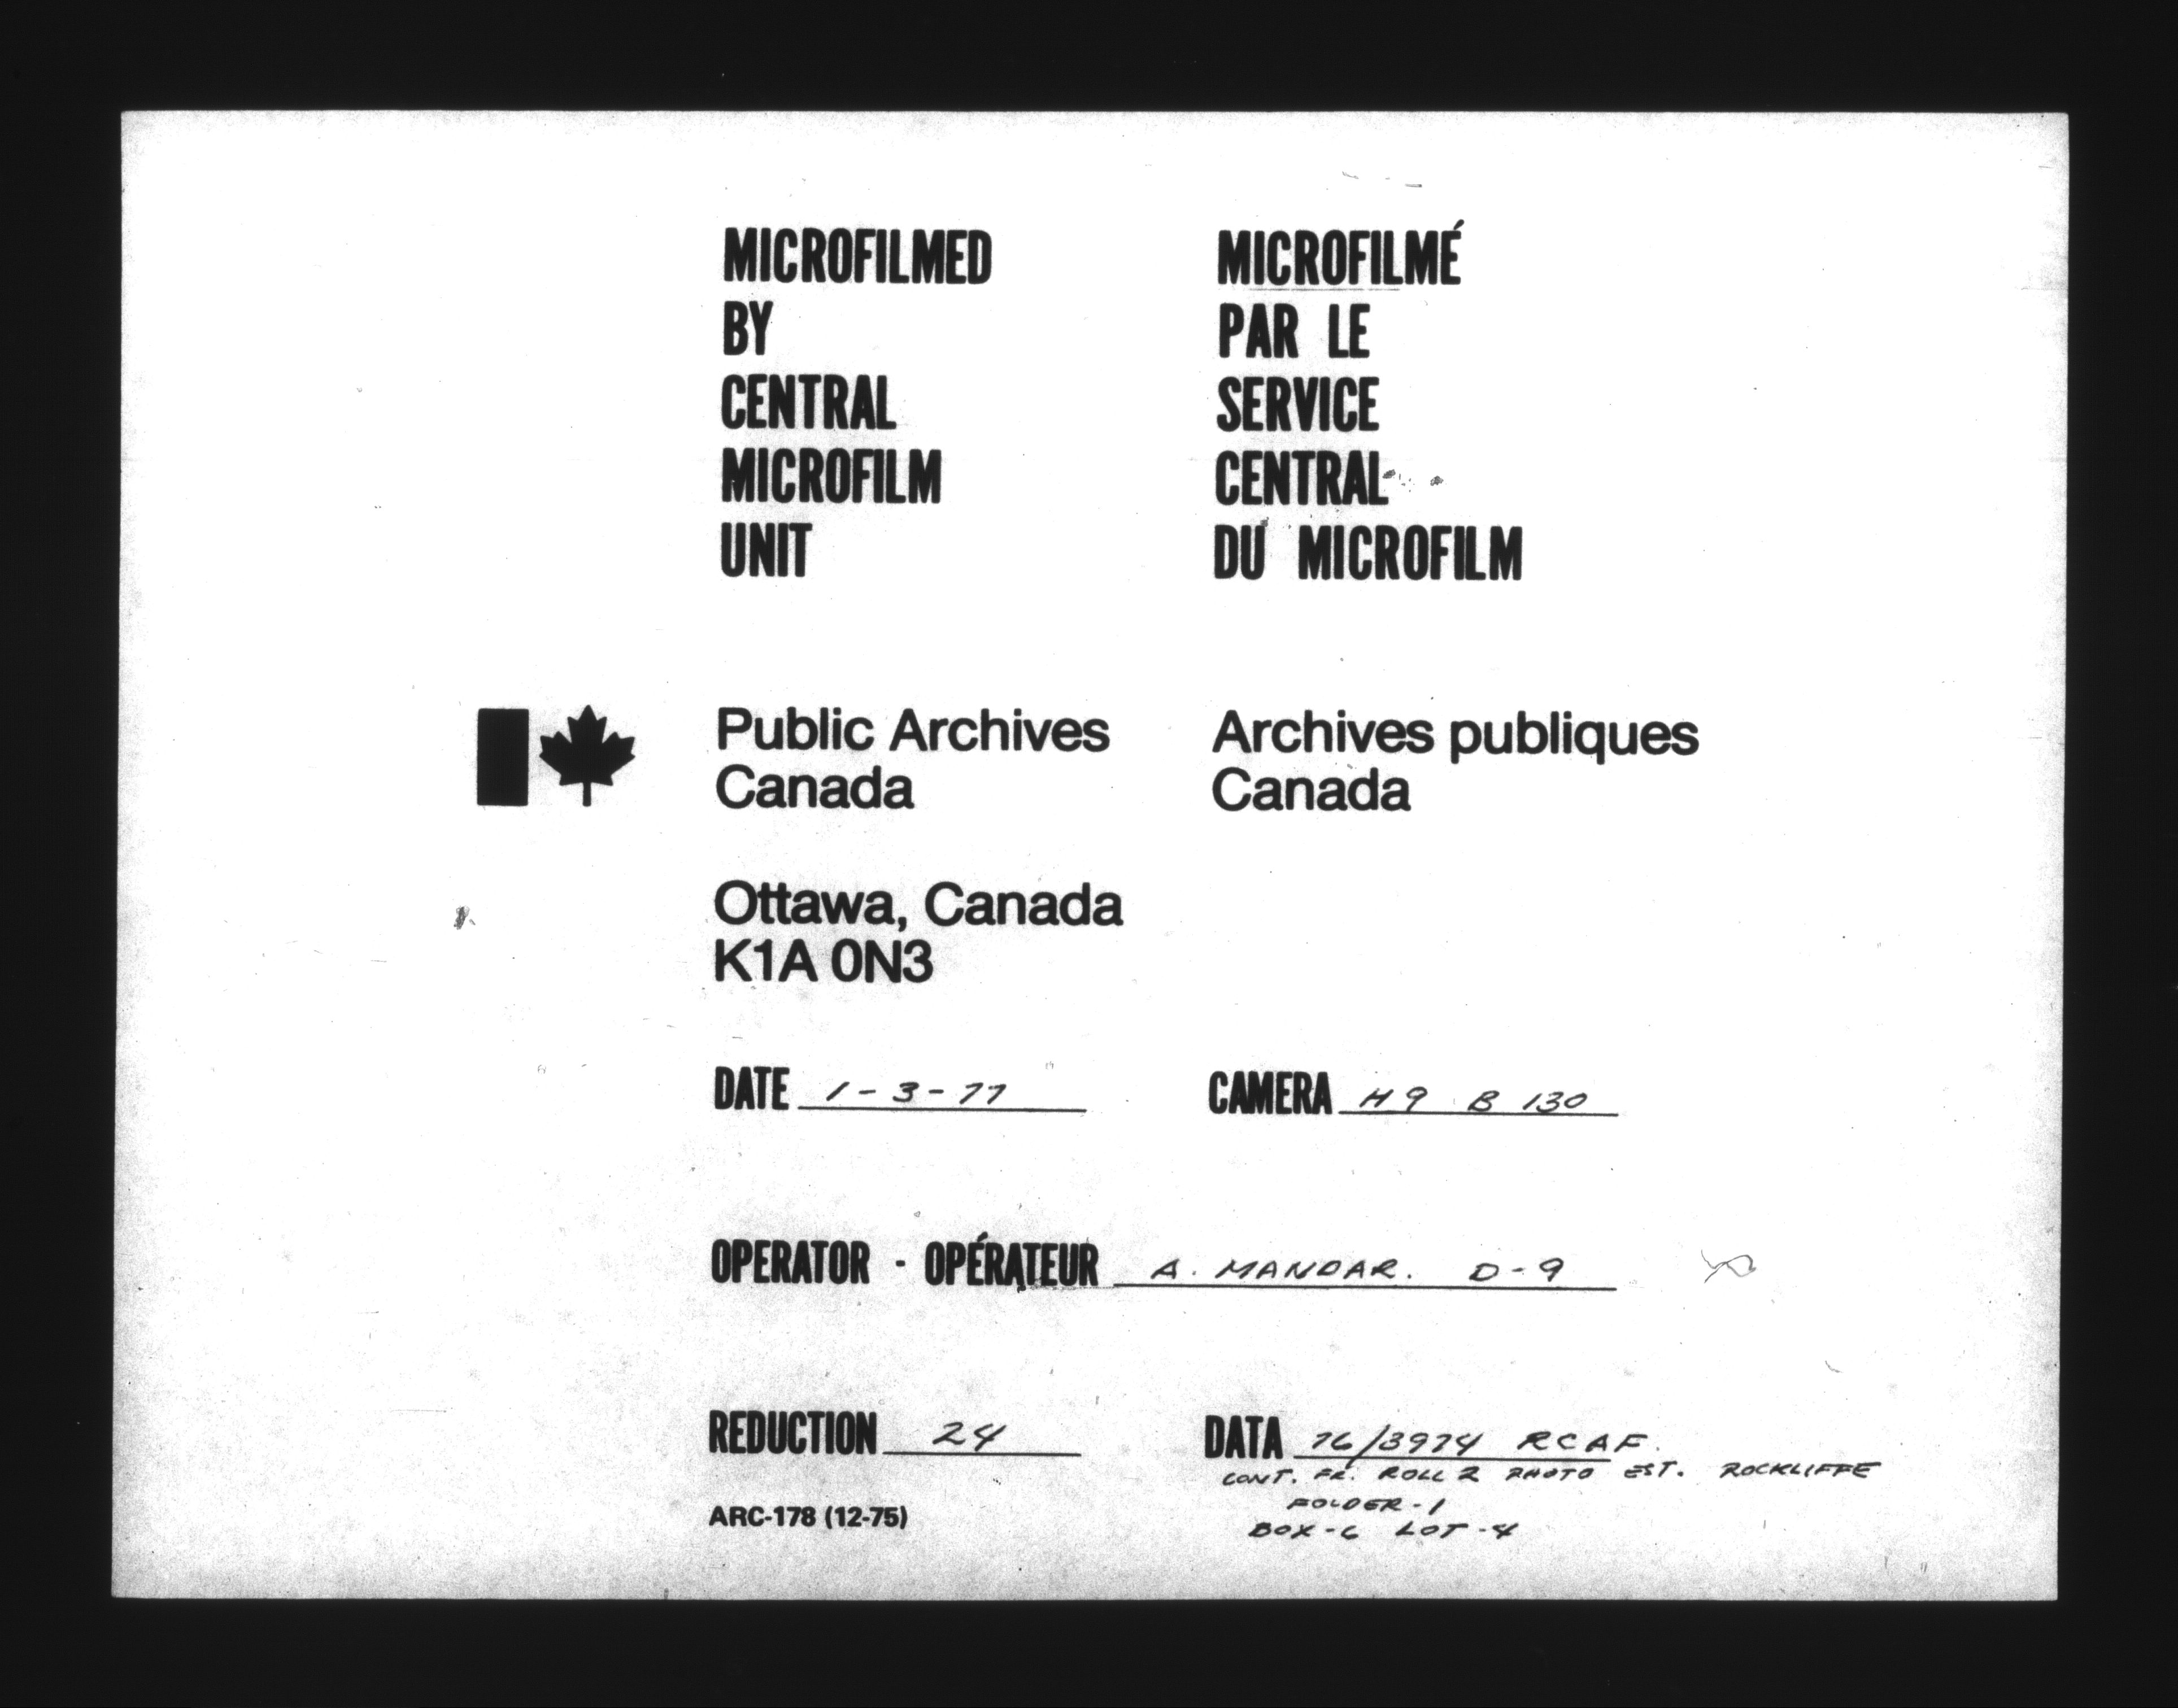 MICROFILMED
BY
CENTRAL
MICROFILM
UNIT
MICROFILMÉ
PAR LE
SERVICE
CENTRAL
DU MICROFILM
Public Archives
Canada
Archives publiques
Canada
Ottawa, Canada
K1A 0N3
DATE 1-3-77
CAMERA H9 B 130
OPERATOR - OPÉRATEUR A. MANDAR. D-9
REDUCTION 24
DATA 76/3974 RCAF.
CONT. FR. ROLL 2 PHOTO EST. ROCKLIFFE
FOLDER-1
BOX-6 LOT-4
ARC-178 (12-75)